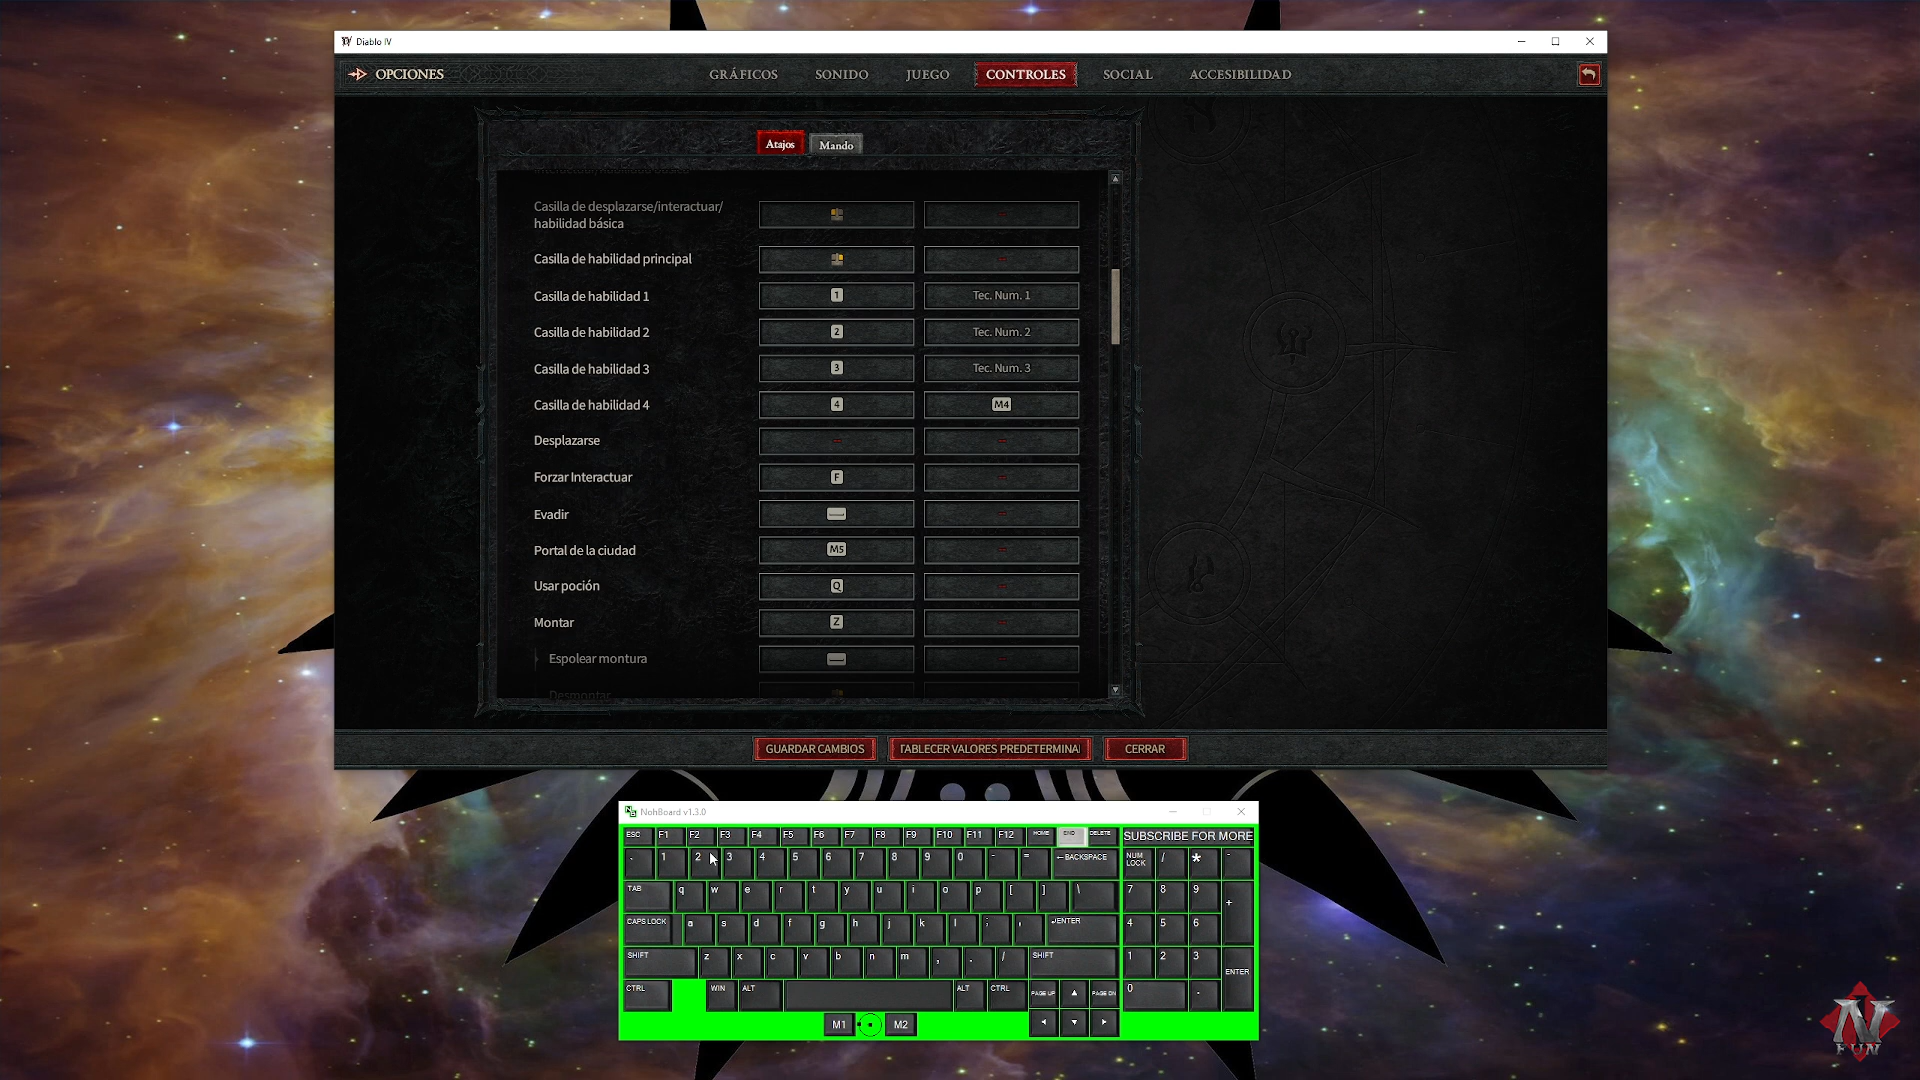 Diablo IV
OPCIONES
GRÁFICOS
SONIDO
JUEGO
CONTROLES
SOCIAL
ACCESIBILIDAD
Atajos
Mando
Casilla de desplazarse/interactuar/
habilidad básica
Casilla de habilidad principal
Casilla de habilidad 1
1
Tec. Num. 1
Casilla de habilidad 2
2
Tec. Num. 2
Casilla de habilidad 3
3
Tec. Num. 3
Casilla de habilidad 4
4
M4
Desplazarse
Forzar Interactuar
F
Evadir
Portal de la ciudad
M5
Usar poción
Q
Montar
Z
Espolear montura
Desmontar
GUARDAR CAMBIOS
TABLECER VALORES PREDETERMINA
CERRAR
NohBoard v1.3.0
ESC F1 F2 F3 F4 F5 F6 F7 F8 F9 F10 F11 F12 HOME END DELETE SUBSCRIBE FOR MORE
1 2 3 4 5 6 7 8 9 0 - = ←BACKSPACE NUM LOCK / * -
TAB q w e r t y u i o p [ ] \ 7 8 9 +
CAPS LOCK a s d f g h j k l ; ' ENTER 4 5 6
SHIFT z x c v b n m , . / SHIFT 1 2 3 ENTER
CTRL WIN ALT ALT CTRL PAGE UP ▲ PAGE DN 0 .
M1 M2 ◄ ▼ ►
N
FUN